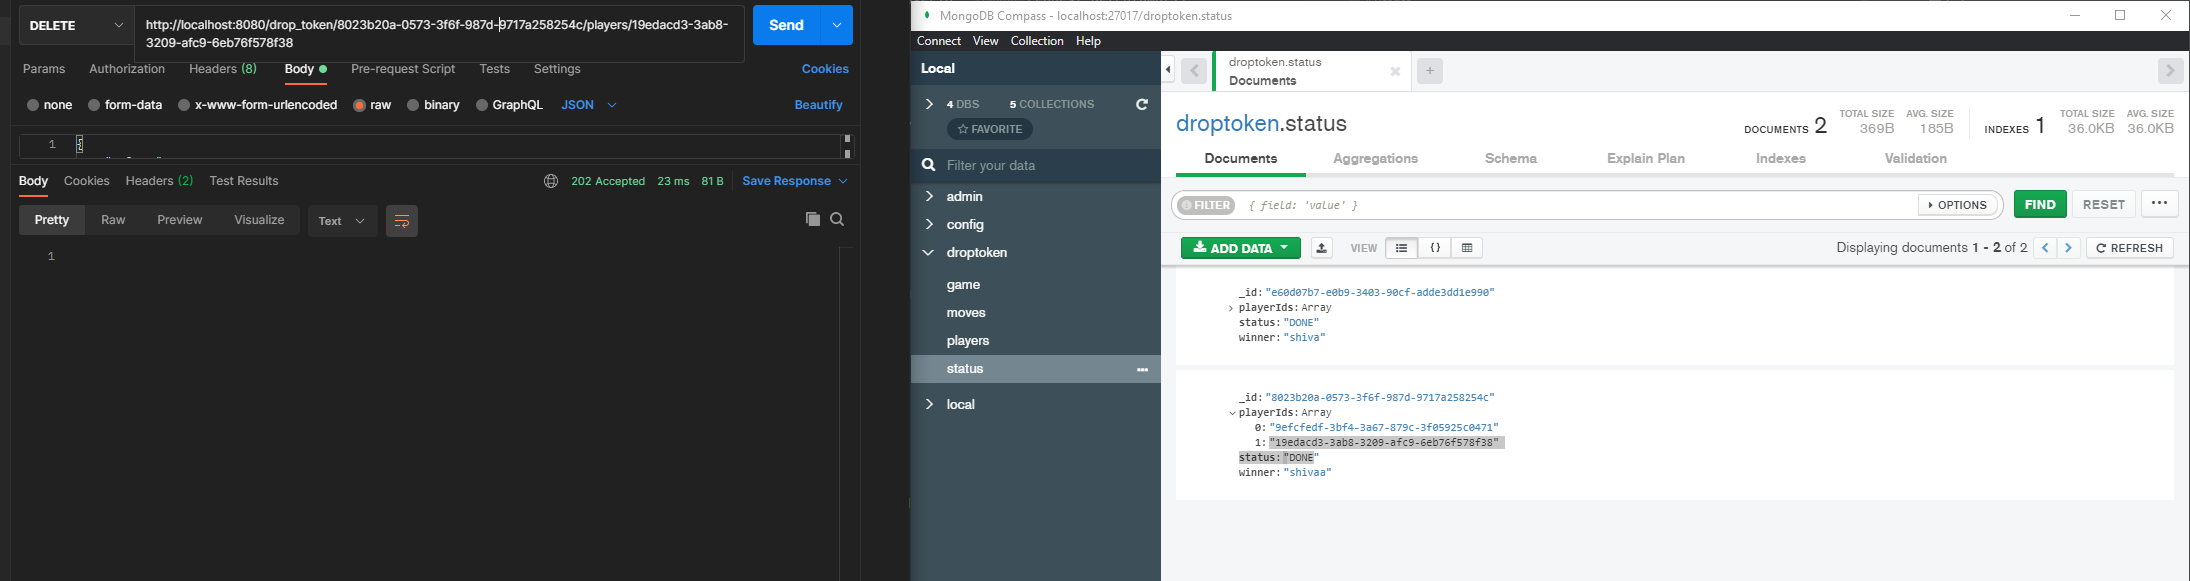 DELETE
http://localhost:8080/drop_token/8023b20a-0573-3f6f-987d-9717a258254c/players/19edacd3-3ab8-
3209-afc9-6eb76f578f38
Send
Params Authorization Headers (8) Body Pre-request Script Tests Settings Cookies
none form-data x-www-form-urlencoded raw binary GraphQL JSON Beautify
1 {
Body Cookies Headers (2) Test Results 202 Accepted 23 ms 81 B Save Response
Pretty Raw Preview Visualize Text
1
MongoDB Compass - localhost:27017/droptoken.status
Connect View Collection Help
Local
4 DBS 5 COLLECTIONS
FAVORITE
Filter your data
admin
config
droptoken
game
moves
players
status
local
droptoken.status
Documents
droptoken.status
DOCUMENTS 2 TOTAL SIZE 369B AVG. SIZE 185B INDEXES 1 TOTAL SIZE 36.0KB AVG. SIZE 36.0KB
Documents Aggregations Schema Explain Plan Indexes Validation
FILTER { field: 'value' } OPTIONS FIND RESET ...
ADD DATA VIEW {} Displaying documents 1 - 2 of 2 REFRESH
_id: "e60d07b7-e0b9-3403-90cf-adde3dd1e990"
playerIds: Array
status: "DONE"
winner: "shiva"
_id: "8023b20a-0573-3f6f-987d-9717a258254c"
playerIds: Array
0: "9efcfedf-3bf4-3a67-879c-3f05925c0471"
1: "19edacd3-3ab8-3209-afc9-6eb76f578f38"
status: "DONE"
winner: "shivaa"